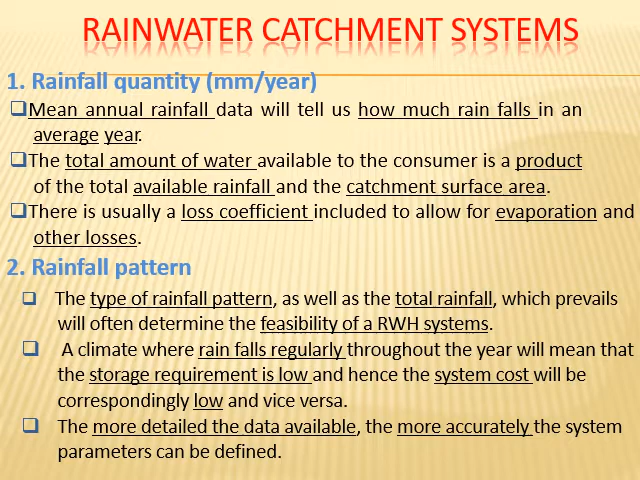 RAINWATER CATCHMENT SYSTEMS
1. Rainfall quantity (mm/year)
❑Mean annual rainfall data will tell us how much rain falls in an
average year.
❑The total amount of water available to the consumer is a product
of the total available rainfall and the catchment surface area.
❑There is usually a loss coefficient included to allow for evaporation and
other losses.
2. Rainfall pattern
❑ The type of rainfall pattern, as well as the total rainfall, which prevails
will often determine the feasibility of a RWH systems.
❑ A climate where rain falls regularly throughout the year will mean that
the storage requirement is low and hence the system cost will be
correspondingly low and vice versa.
❑ The more detailed the data available, the more accurately the system
parameters can be defined.